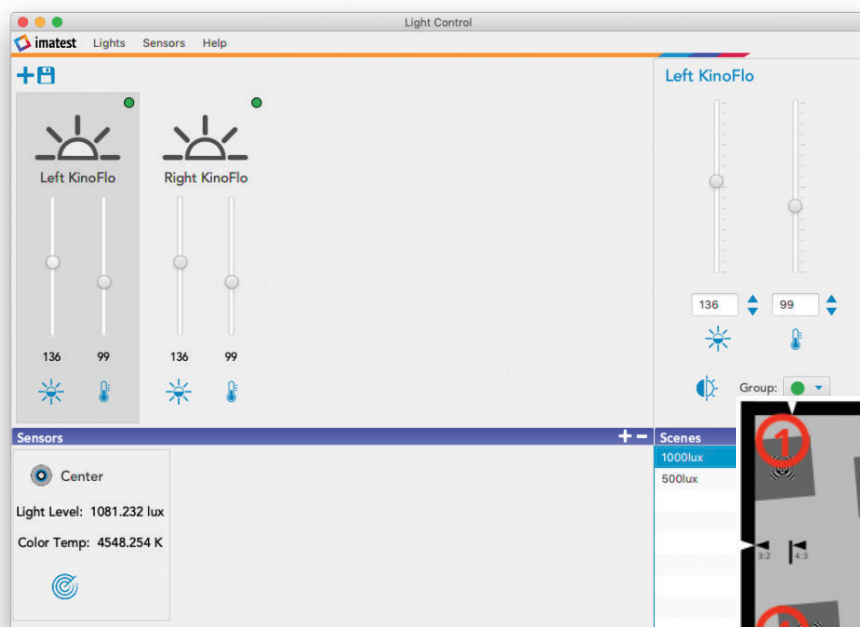 Light Control
imatest Lights Sensors Help
Left KinoFlo
Left KinoFlo
Right KinoFlo
136 99
136 99
136 99
Group:
Sensors
Scenes
Center
Light Level: 1081.232 lux
Color Temp: 4548.254 K
1000lux
500lux
1
3:2
4:3